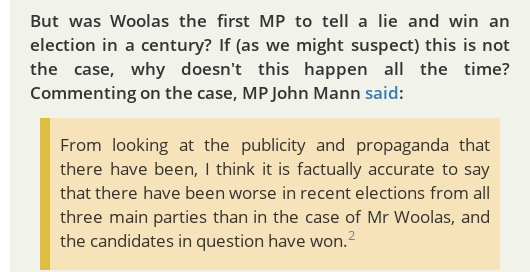 But was Woolas the first MP to tell a lie and win an
election in a century? If (as we might suspect) this is not
the case, why doesn't this happen all the time?
Commenting on the case, MP John Mann said:
From looking at the publicity and propaganda that
there have been, I think it is factually accurate to say
that there have been worse in recent elections from all
three main parties than in the case of Mr Woolas, and
the candidates in question have won.2